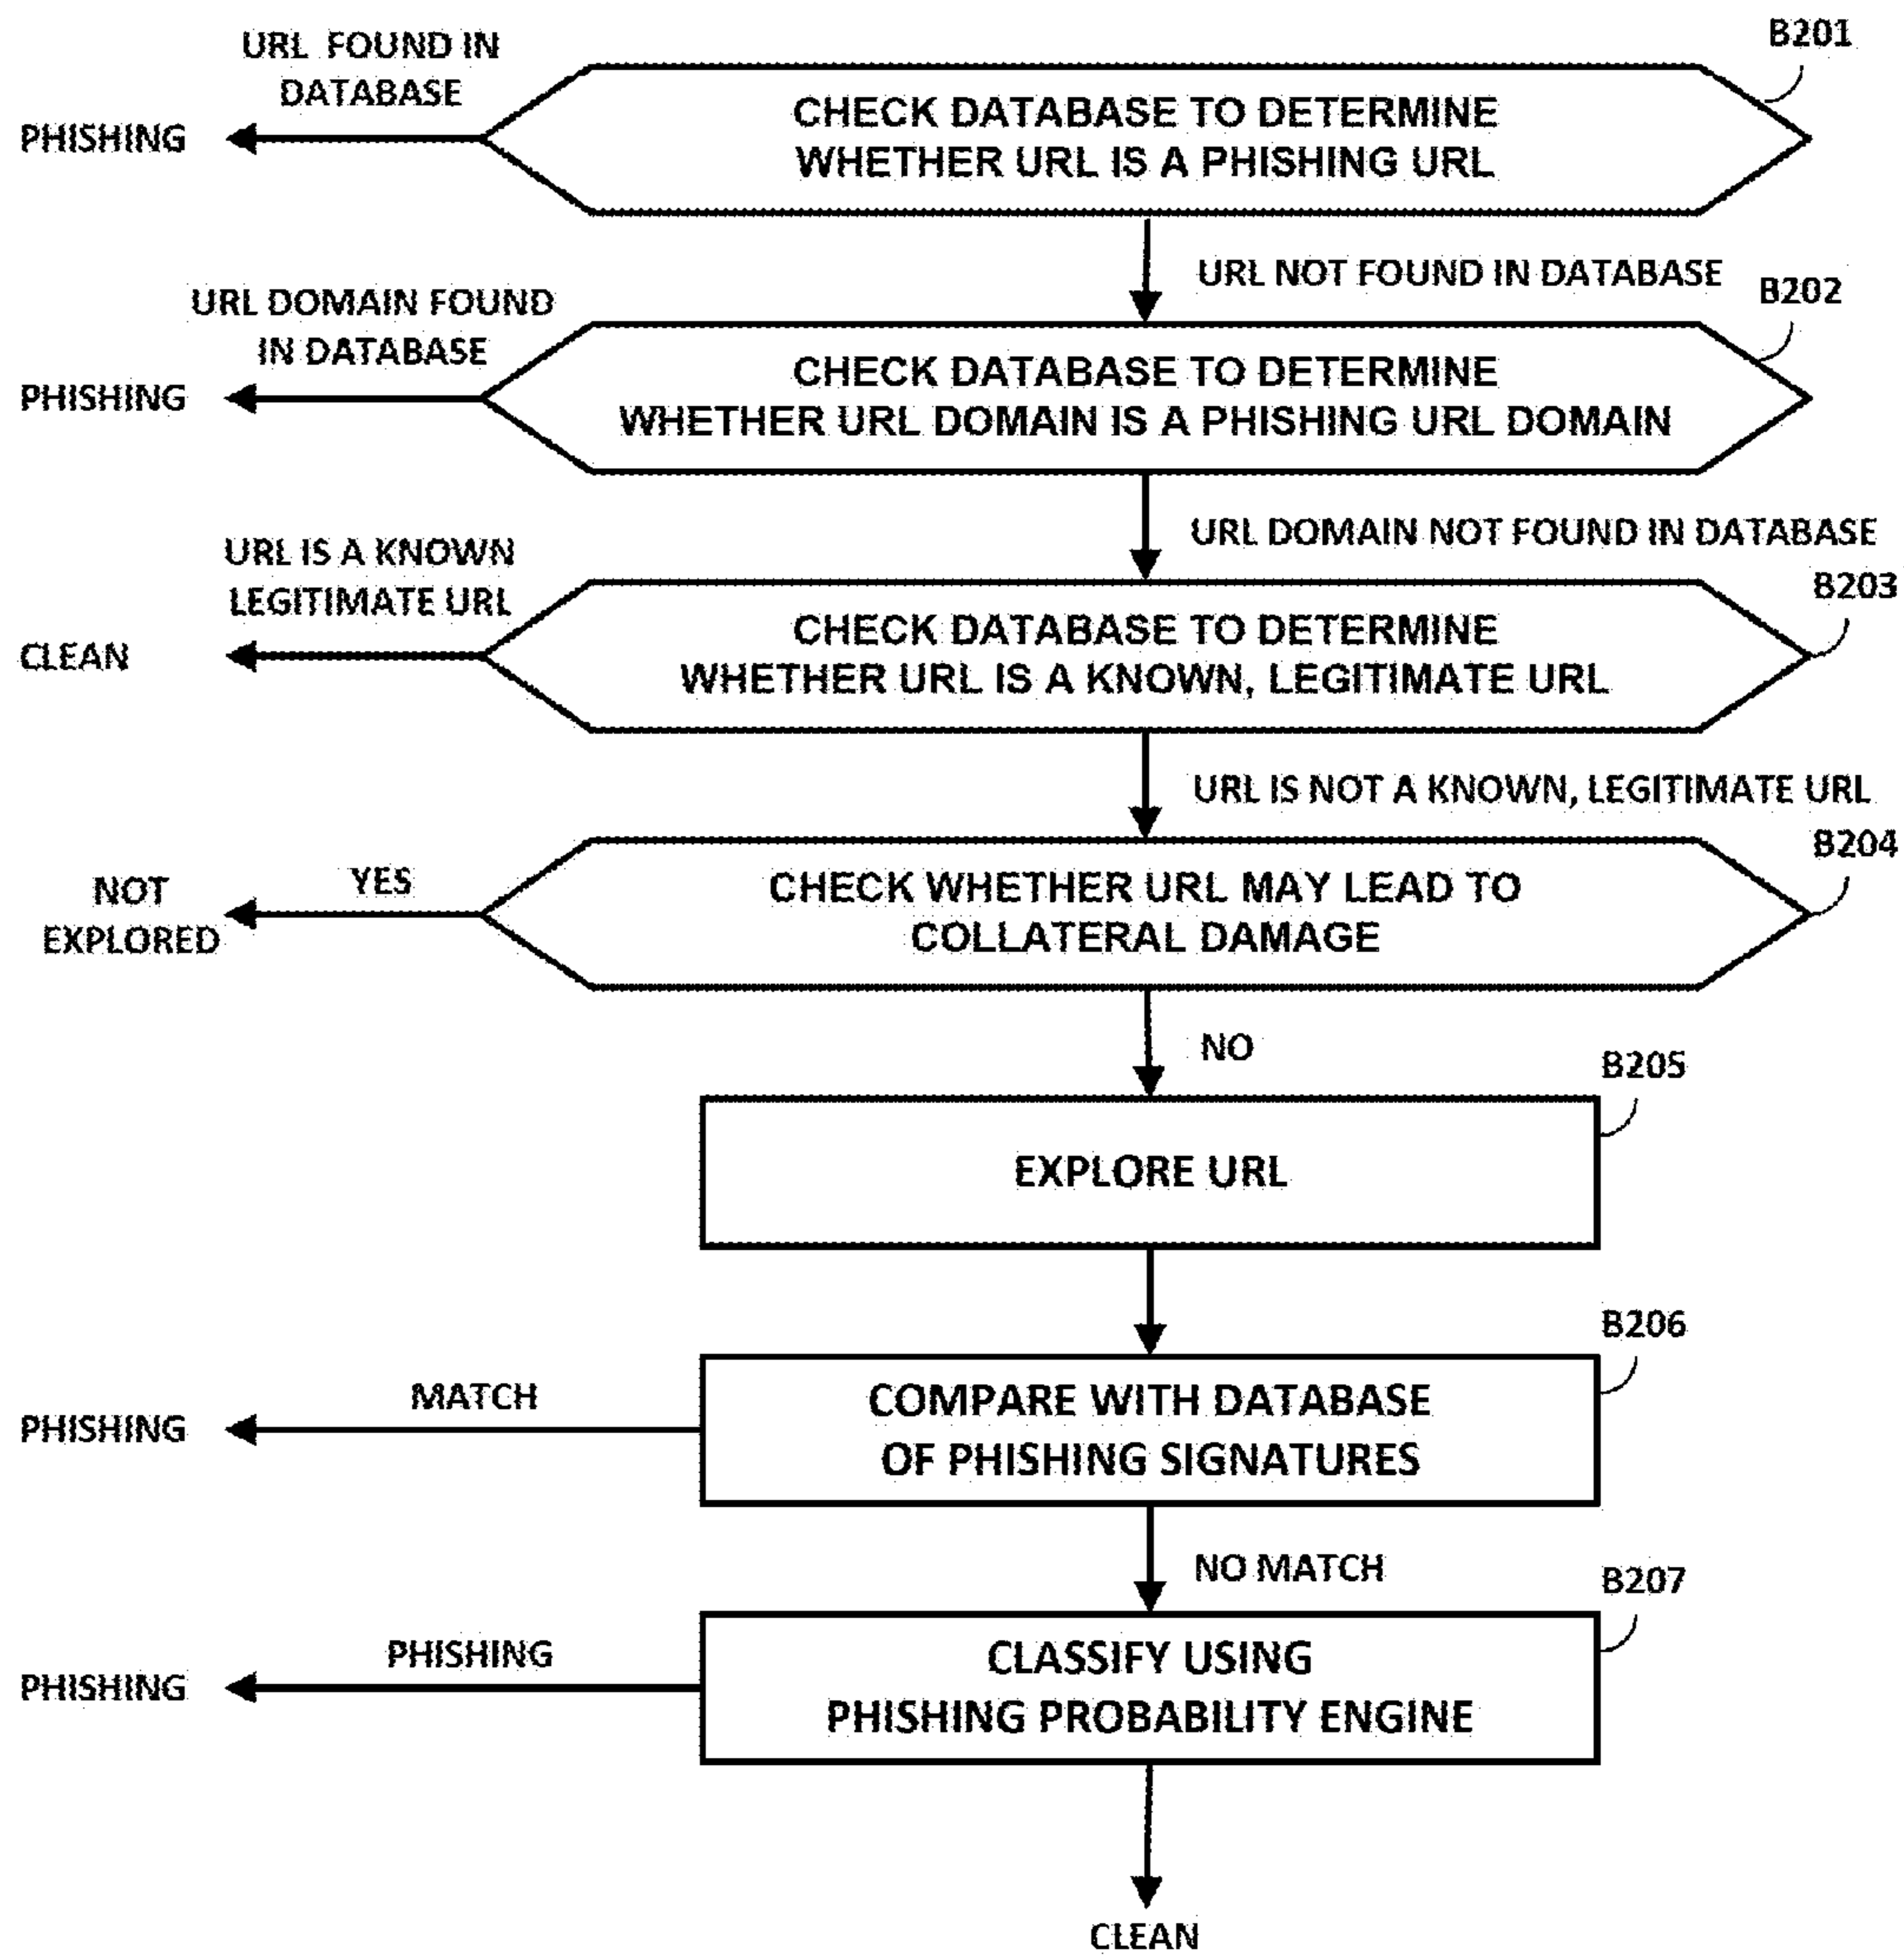 B201
URL FOUND IN
DATABASE
PHISHING
CHECK DATABASE TO DETERMINE
WHETHER URL IS A PHISHING URL
URL NOT FOUND IN DATABASE
B202
URL DOMAIN FOUND
IN DATABASE
PHISHING
CHECK DATABASE TO DETERMINE
WHETHER URL DOMAIN IS A PHISHING URL DOMAIN
URL DOMAIN NOT FOUND IN DATABASE
B203
URL IS A KNOWN
LEGITIMATE URL
CLEAN
CHECK DATABASE TO DETERMINE
WHETHER URL IS A KNOWN, LEGITIMATE URL
URL IS NOT A KNOWN, LEGITIMATE URL
B204
YES
NOT
EXPLORED
CHECK WHETHER URL MAY LEAD TO
COLLATERAL DAMAGE
NO
B205
EXPLORE URL
B206
MATCH
PHISHING
COMPARE WITH DATABASE
OF PHISHING SIGNATURES
NO MATCH
B207
PHISHING
PHISHING
CLASSIFY USING
PHISHING PROBABILITY ENGINE
CLEAN